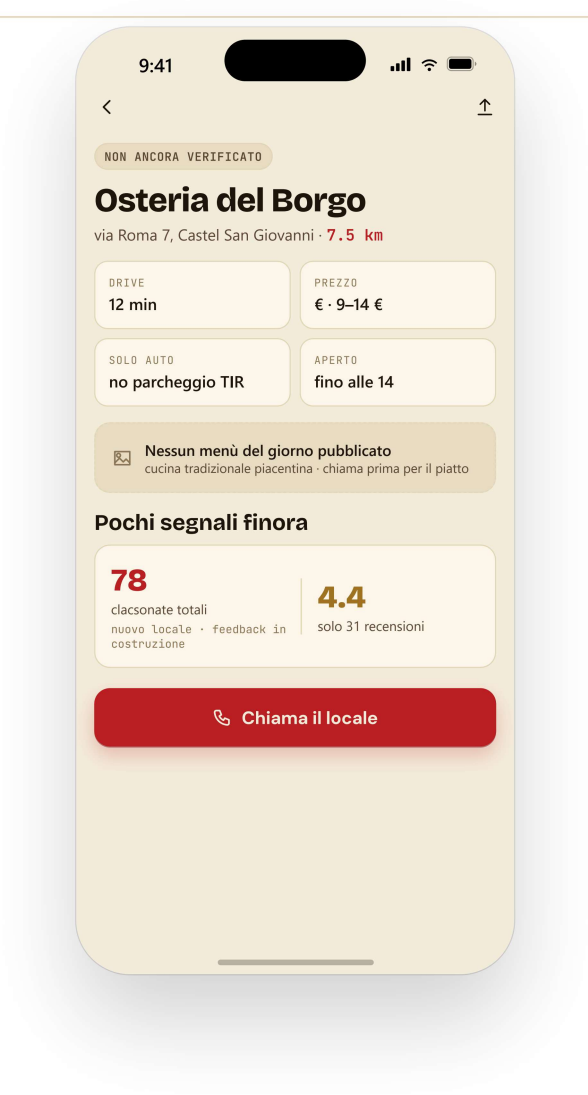 9:41
NON ANCORA VERIFICATO
Osteria del Borgo
via Roma 7, Castel San Giovanni · 7.5 km
DRIVE
12 min
PREZZO
€ · 9–14 €
SOLO AUTO
no parcheggio TIR
APERTO
fino alle 14
Nessun menù del giorno pubblicato
cucina tradizionale piacentina · chiama prima per il piatto
Pochi segnali finora
78
clacsonate totali
nuovo locale · feedback in
costruzione
4.4
solo 31 recensioni
Chiama il locale